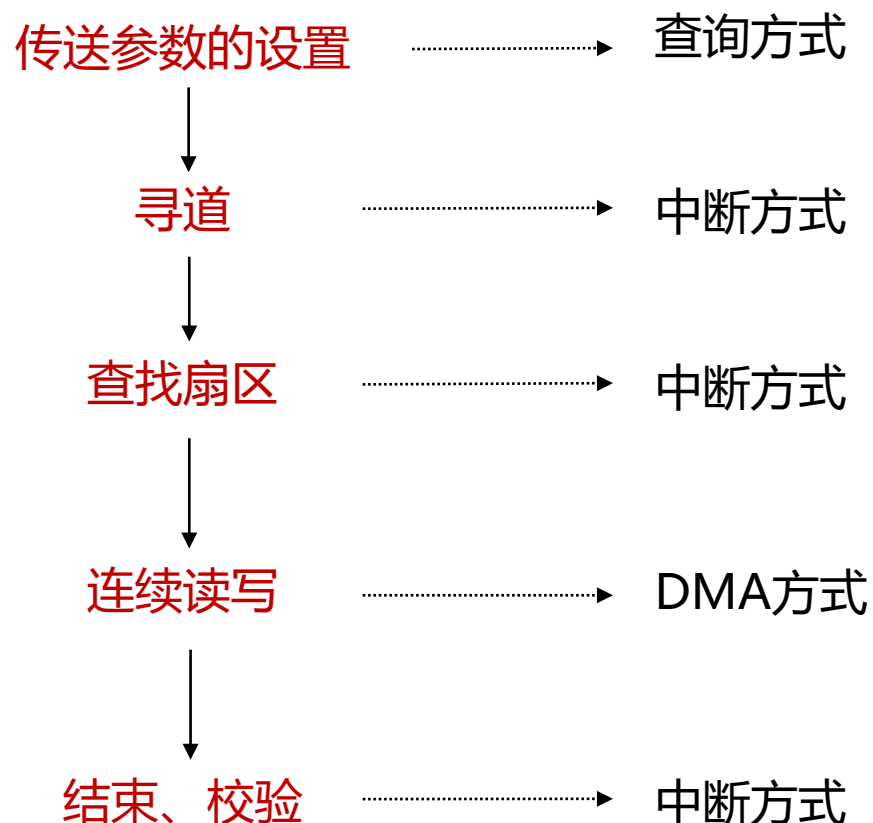 传送参数的设置
查询方式
寻道
中断方式
查找扇区
中断方式
连续读写
DMA方式
结束、校验
中断方式